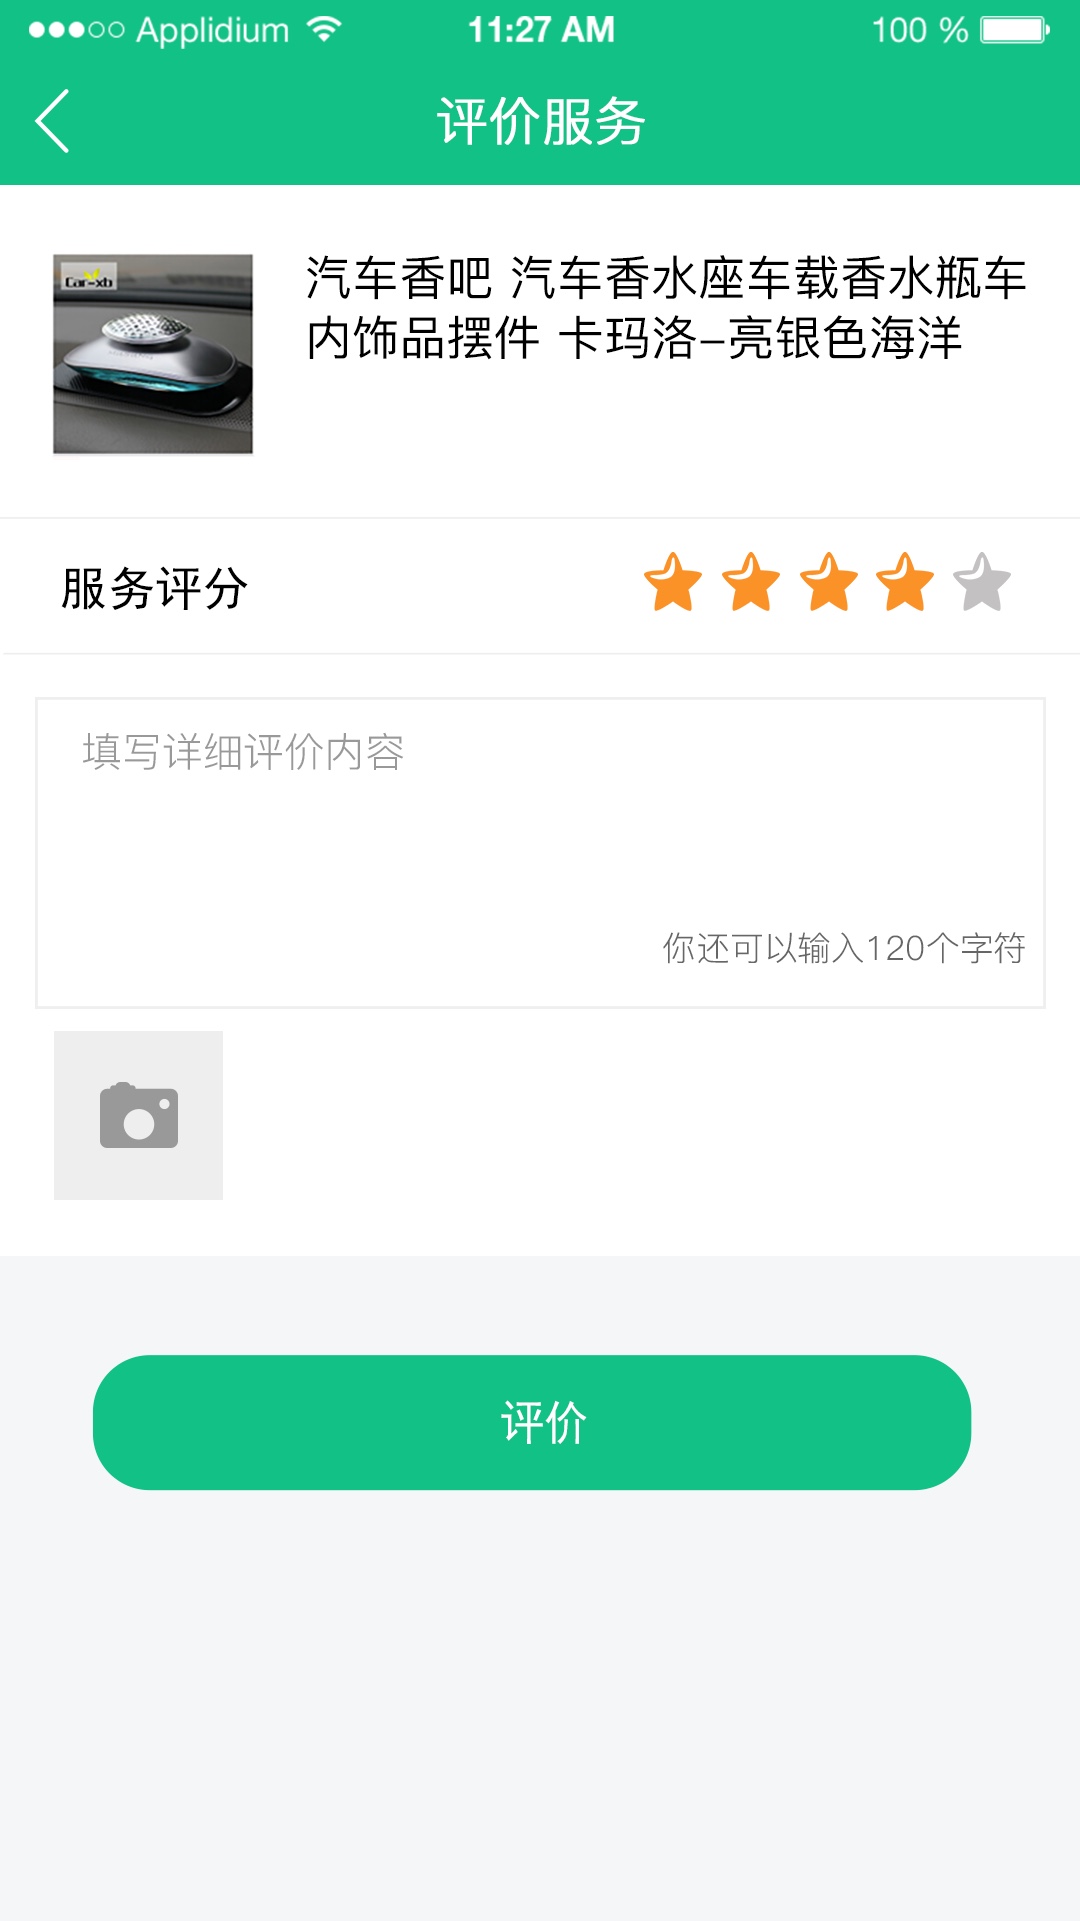 Applidium 11:27 AM 100 %
评价服务
Car-xb
汽车香吧 汽车香水座车载香水瓶车
内饰品摆件 卡玛洛-亮银色海洋
服务评分
填写详细评价内容
你还可以输入120个字符
评价